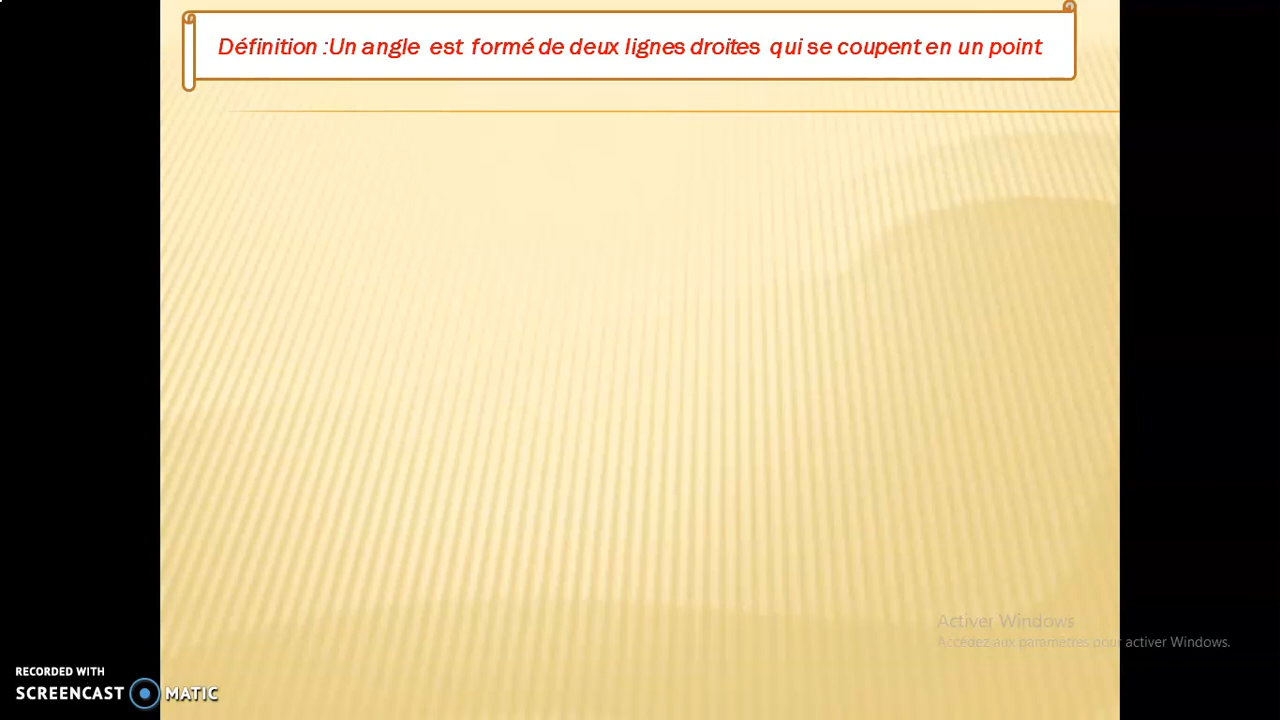 Définition :Un angle est formé de deux lignes droites qui se coupent en un point
Activer Windows
Accédez aux paramètres pour activer Windows.
RECORDED WITH
SCREENCAST MATIC